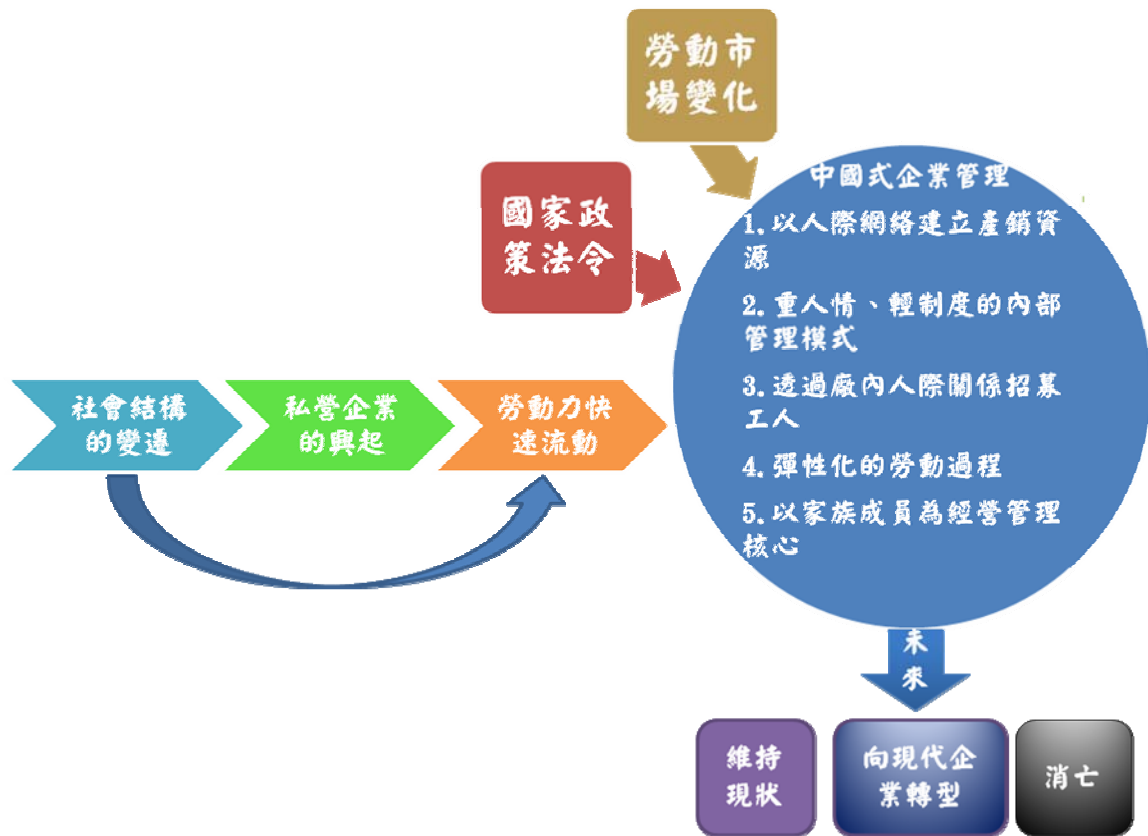 勞動市
場變化
國家政
策法令
社會結構
的變遷
私營企業
的興起
勞動力快
速流動
中國式企業管理
1. 以人際網絡建立產銷資
源
2. 重人情、輕制度的內部
管理模式
3. 透過廠內人際關係招募
工人
4. 彈性化的勞動過程
5. 以家族成員為經營管理
核心
未
來
維持
現狀
向現代企
業轉型
消亡